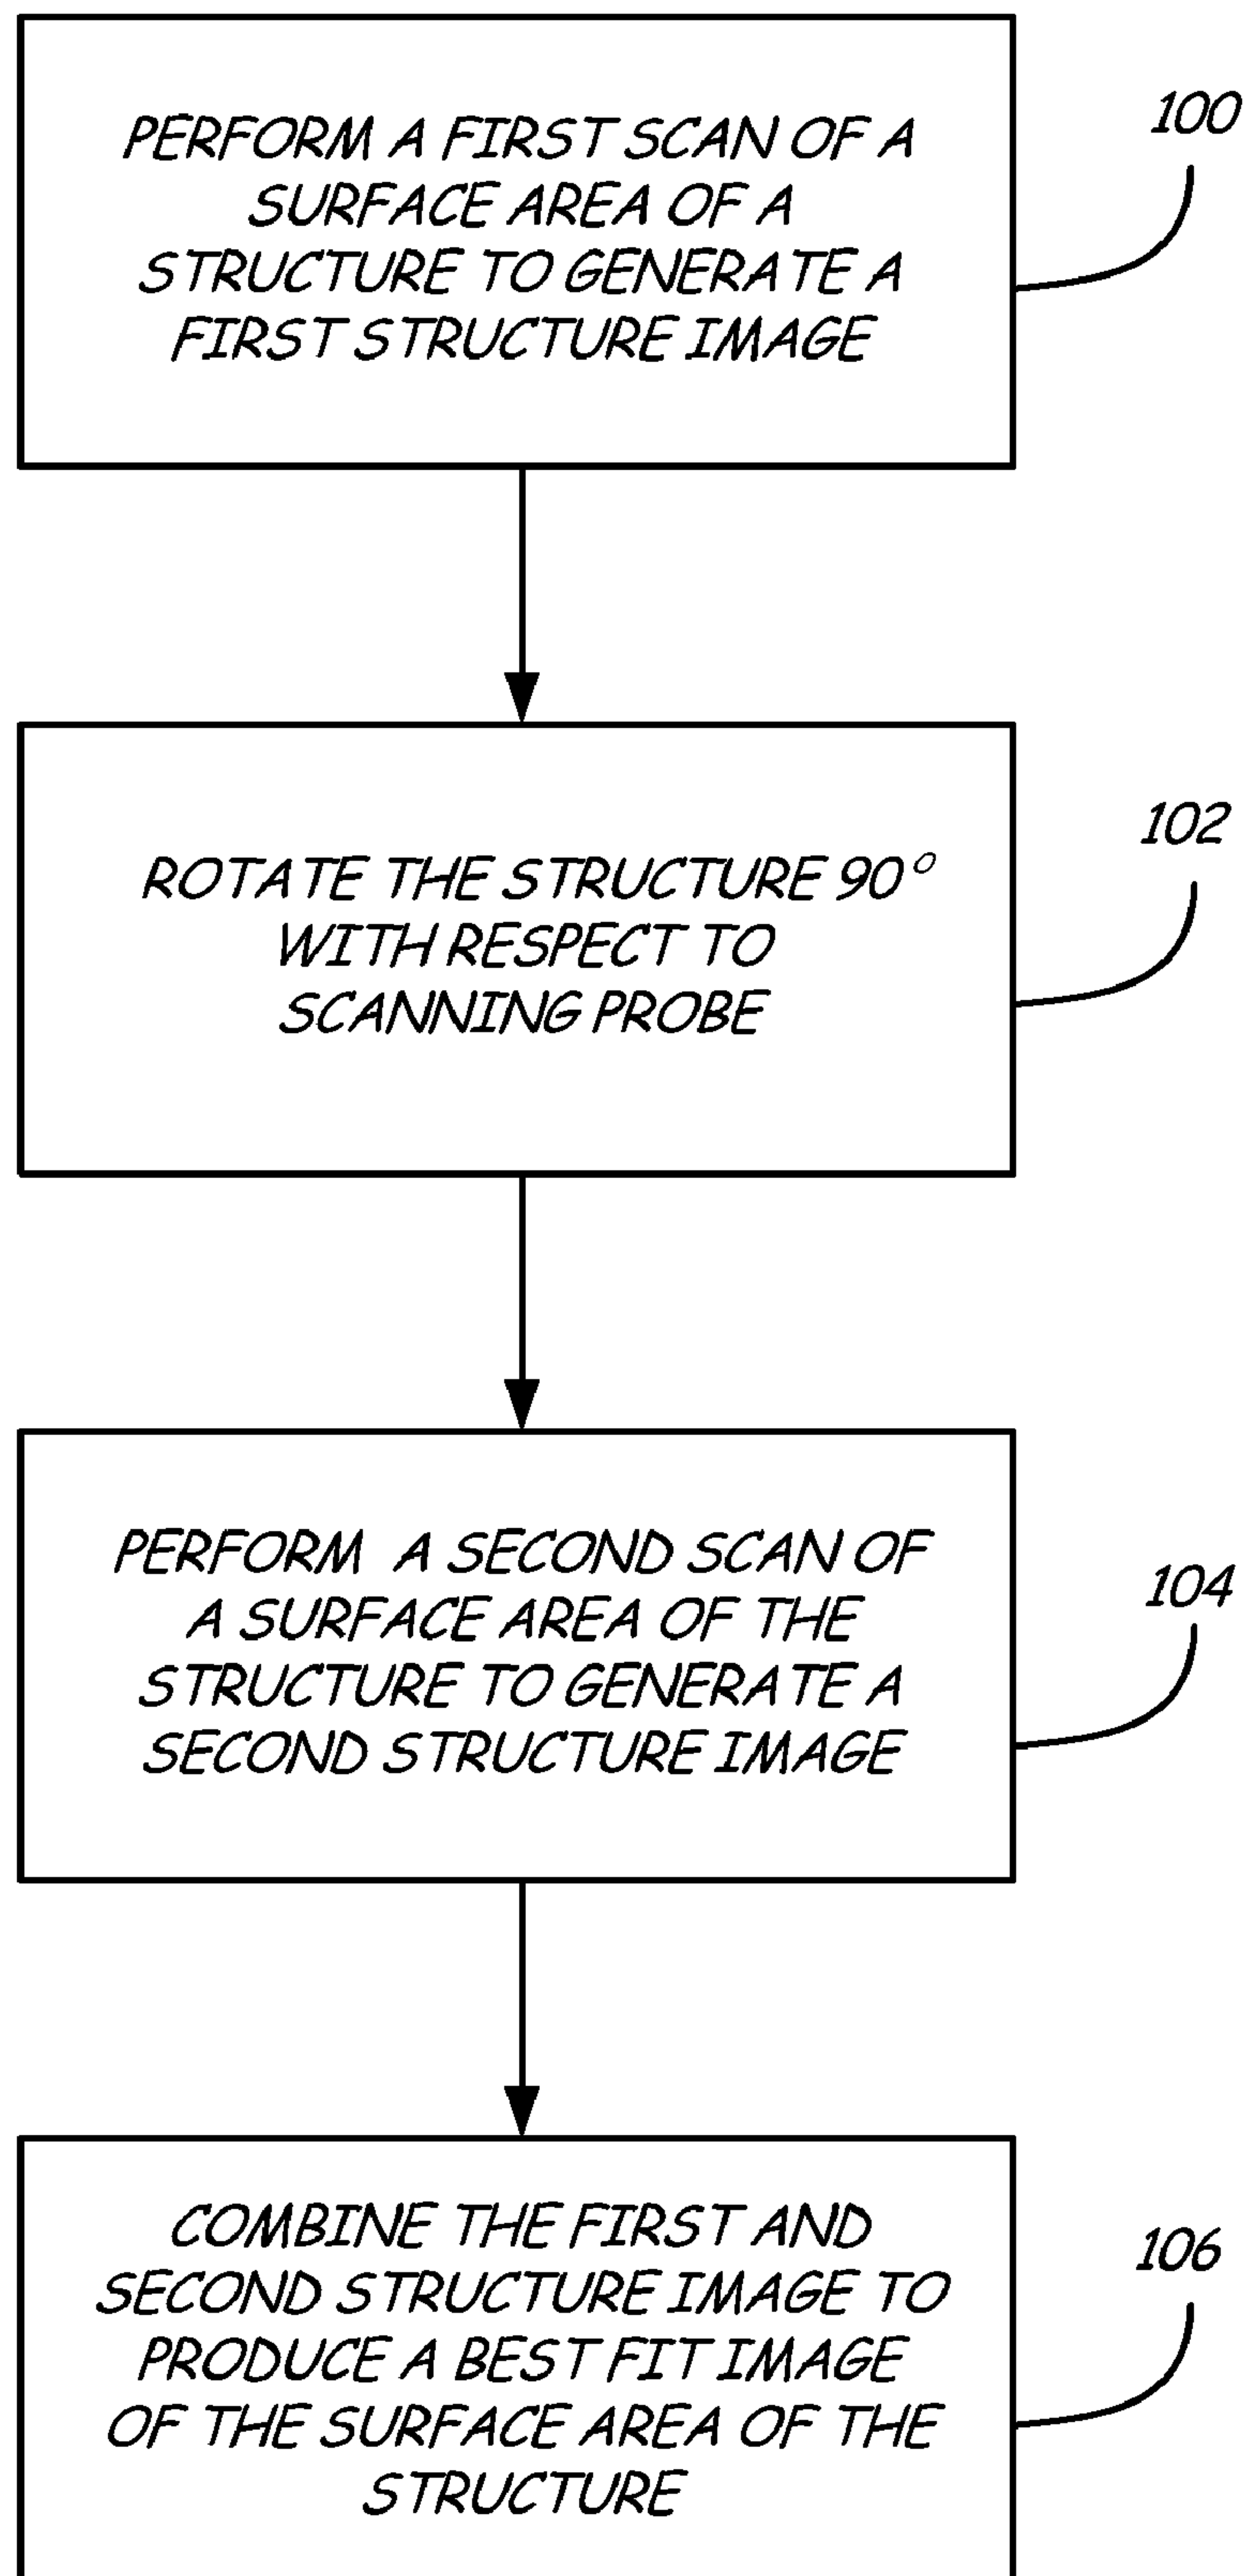 PERFORM A FIRST SCAN OF A
SURFACE AREA OF A
STRUCTURE TO GENERATE A
FIRST STRUCTURE IMAGE
100
ROTATE THE STRUCTURE 90°
WITH RESPECT TO
SCANNING PROBE
102
PERFORM A SECOND SCAN OF
A SURFACE AREA OF THE
STRUCTURE TO GENERATE A
SECOND STRUCTURE IMAGE
104
COMBINE THE FIRST AND
SECOND STRUCTURE IMAGE TO
PRODUCE A BEST FIT IMAGE
OF THE SURFACE AREA OF THE
STRUCTURE
106